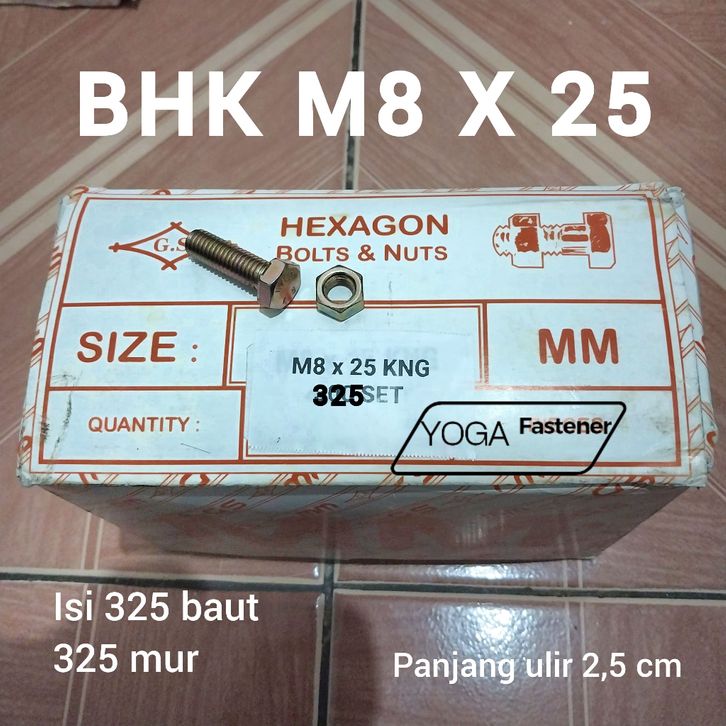 BHK M8 X 25
G.S
HEXAGON
BOLTS & NUTS
SIZE :
MM
M8 x 25 KNG
325 SET
QUANTITY :
YOGA Fastener
Isi 325 baut
325 mur
Panjang ulir 2,5 cm